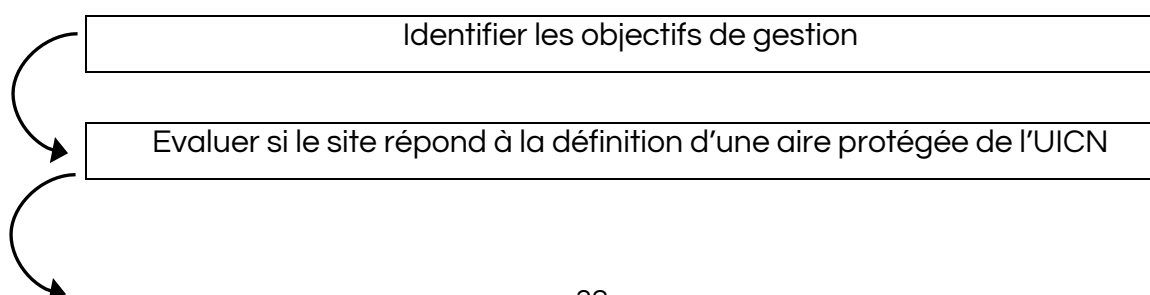 Identifier les objectifs de gestion
Evaluer si le site répond à la définition d'une aire protégée de l'UICN